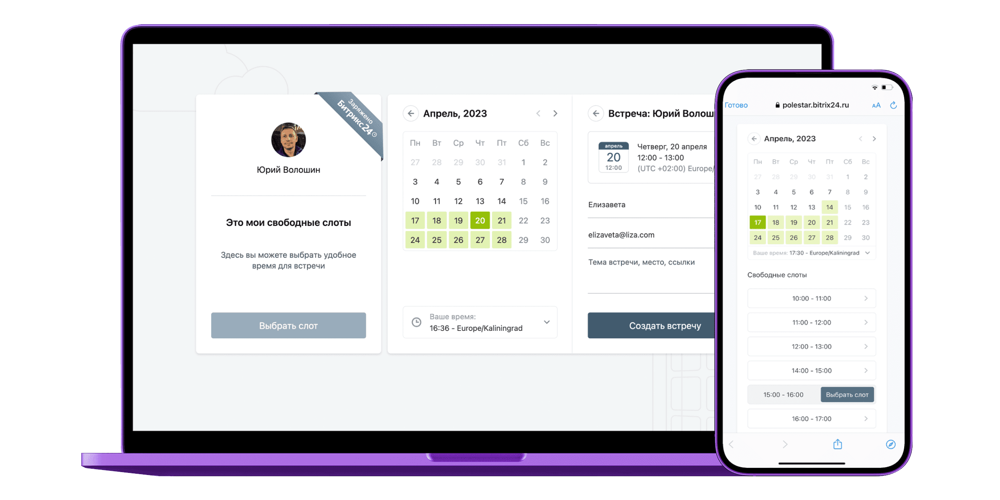 Заряжено
Битрикс24
Юрий Волошин
Это мои свободные слоты
Здесь вы можете выбрать удобное
время для встречи
Выбрать слот
Апрель, 2023
Пн Вт Ср Чт Пт Сб Вс
27 28 29 30 31 1 2
3 4 5 6 7 8 9
10 11 12 13 14 15 16
17 18 19 20 21 22 23
24 25 26 27 28 29 30
Ваше время:
16:36 - Europe/Kaliningrad
Встреча: Юрий Волош
апрель
20
12:00
Четверг, 20 апреля
12:00 - 13:00
(UTC +02:00) Europe/
Елизавета
elizaveta@liza.com
Тема встречи, место, ссылки
Создать встречу
Готово
polestar.bitrix24.ru
AA
Апрель, 2023
Пн Вт Ср Чт Пт Сб Вс
27 28 29 30 31 1 2
3 4 5 6 7 8 9
10 11 12 13 14 15 16
17 18 19 20 21 22 23
24 25 26 27 28 29 30
Ваше время: 17:30 - Europe/Kaliningrad
Свободные слоты
10:00 - 11:00
11:00 - 12:00
12:00 - 13:00
14:00 - 15:00
15:00 - 16:00 Выбрать слот
16:00 - 17:00